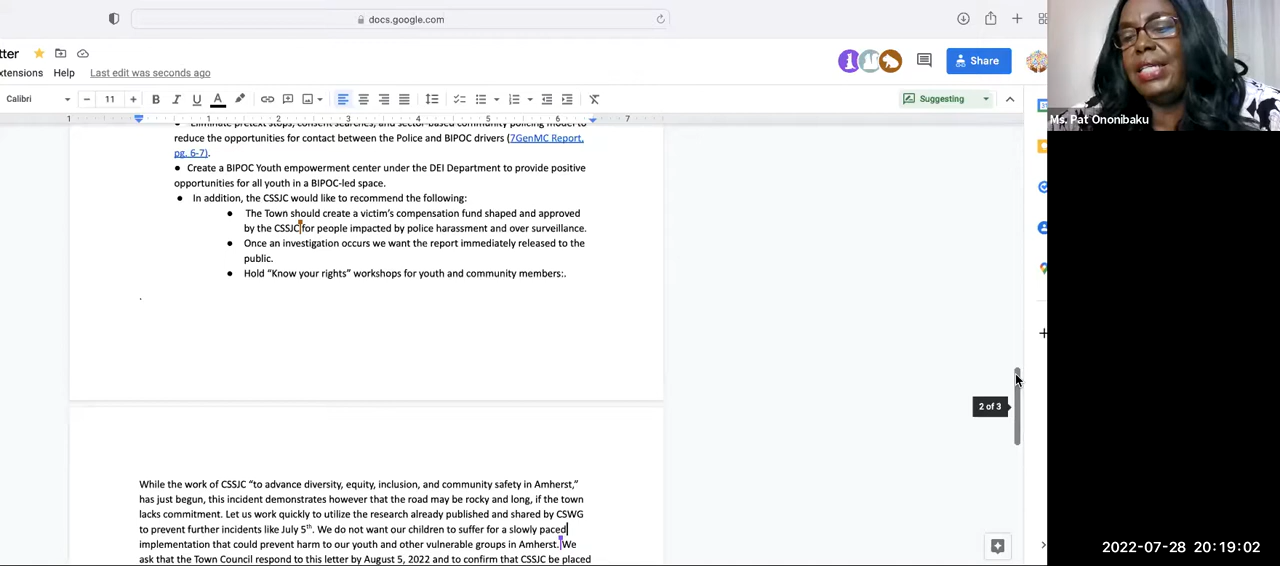 docs.google.com
tter
xtensions Help Last edit was seconds ago
Share
Calibri 11 Suggesting
1 1 2 3 4 5 6 7
reduce the opportunities for contact between the Police and BIPOC drivers (7GenMC Report,
pg. 6-7).
● Create a BIPOC Youth empowerment center under the DEI Department to provide positive
opportunities for all youth in a BIPOC-led space.
● In addition, the CSSJC would like to recommend the following:
● The Town should create a victim's compensation fund shaped and approved
by the CSSJC for people impacted by police harassment and over surveillance.
● Once an investigation occurs we want the report immediately released to the
public.
● Hold “Know your rights” workshops for youth and community members:.
.
2 of 3
While the work of CSSJC “to advance diversity, equity, inclusion, and community safety in Amherst,”
has just begun, this incident demonstrates however that the road may be rocky and long, if the town
lacks commitment. Let us work quickly to utilize the research already published and shared by CSWG
to prevent further incidents like July 5th. We do not want our children to suffer for a slowly paced
implementation that could prevent harm to our youth and other vulnerable groups in Amherst. We
ask that the Town Council respond to this letter by August 5, 2022 and to confirm that CSSJC be placed
Ms. Pat Ononibaku
2022-07-28 20:19:02